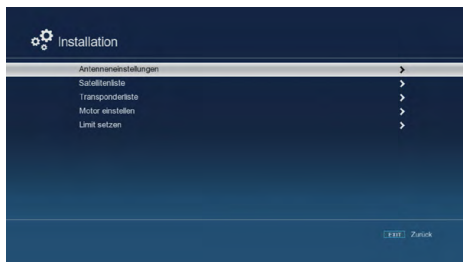 Installation
Antenneneinstellungen
Satellitenliste
Transponderliste
Motor einstellen
Limit setzen
EXIT Zurück